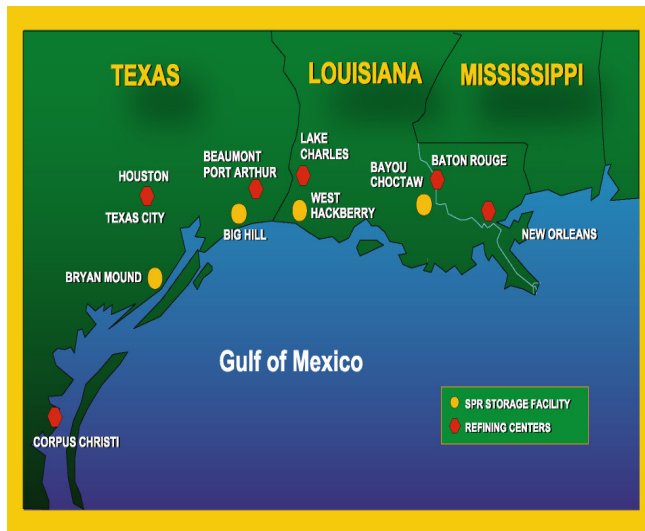 TEXAS
LOUISIANA
MISSISSIPPI
LAKE
CHARLES
BEAUMONT
PORT ARTHUR
BATON ROUGE
BAYOU
CHOCTAW
HOUSTON
TEXAS CITY
WEST
HACKBERRY
BIG HILL
NEW ORLEANS
BRYAN MOUND
Gulf of Mexico
SPR STORAGE FACILITY
REFINING CENTERS
CORPUS CHRISTI